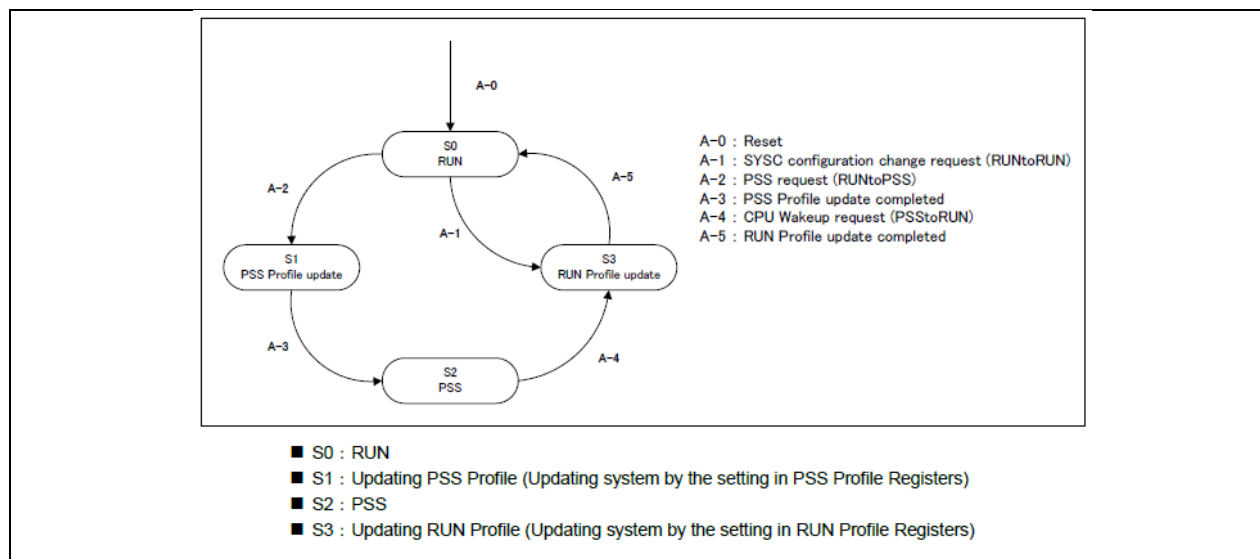 A-0
S0
RUN
A-0 : Reset
A-1 : SYSC configuration change request (RUNtoRUN)
A-2 : PSS request (RUNtoPSS)
A-3 : PSS Profile update completed
A-4 : CPU Wakeup request (PSStoRUN)
A-5 : RUN Profile update completed
A-2
A-5
A-1
S1
PSS Profile update
S3
RUN Profile update
A-3
A-4
S2
PSS
■ S0 : RUN
■ S1 : Updating PSS Profile (Updating system by the setting in PSS Profile Registers)
■ S2 : PSS
■ S3 : Updating RUN Profile (Updating system by the setting in RUN Profile Registers)